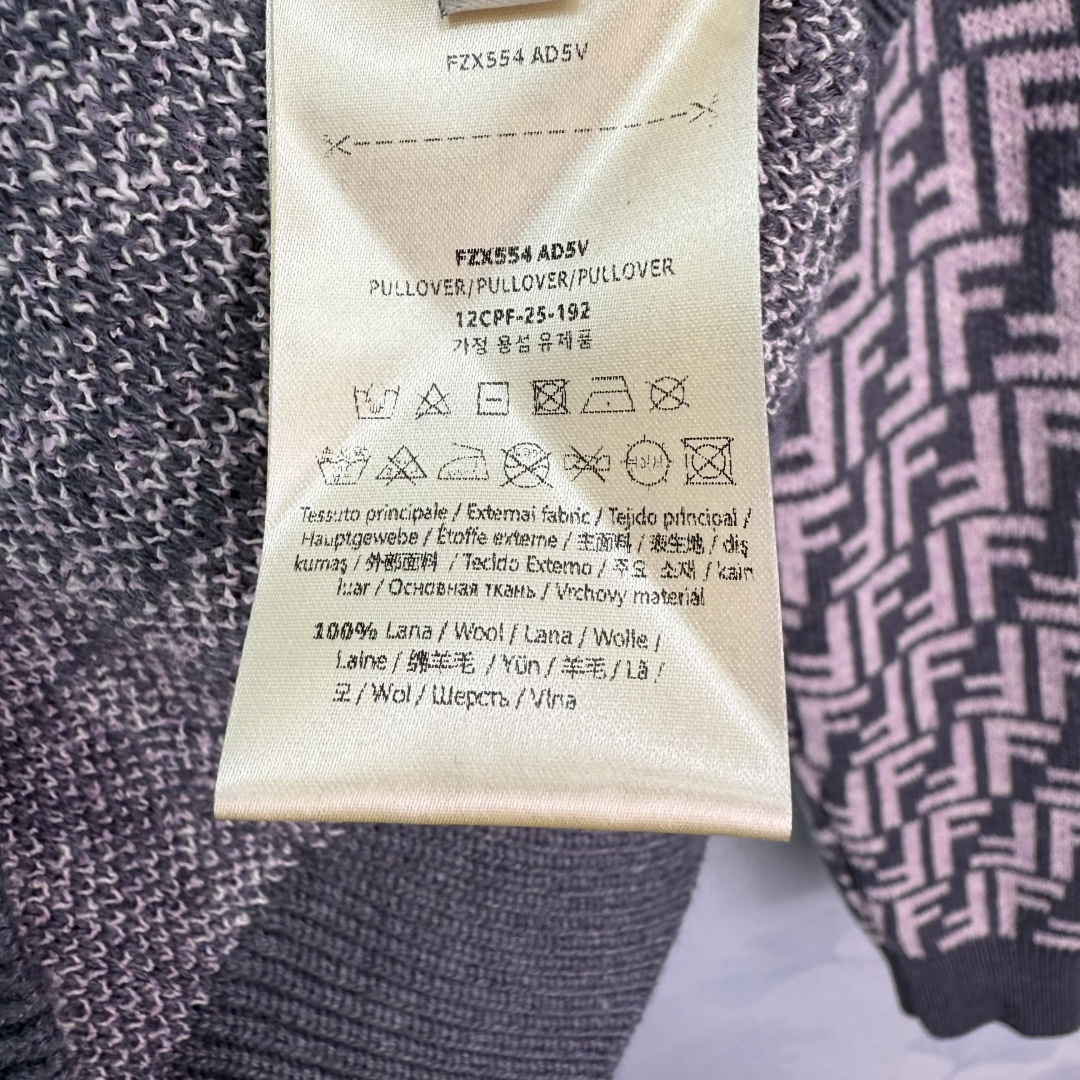 FZX554 AD5V
FZX554 AD5V
PULLOVER/PULLOVER/PULLOVER
12CPF-25-192
가정 용섬 유제품
Tessuto principale / External fabric / Tejido principal /
Hauptgewebe / Étoffe externe / 主面料 / 表生地 / dış
kumaş / 外部面料 / Tecido Externo / 주요 소재 / kain
luar / Основная ткань / Vrchovy material
100% Lana / Wool / Lana / Wolle /
Laine / 绵羊毛 / Yün / 羊毛 / Lã /
모 / Wol / Шерсть / Vlna